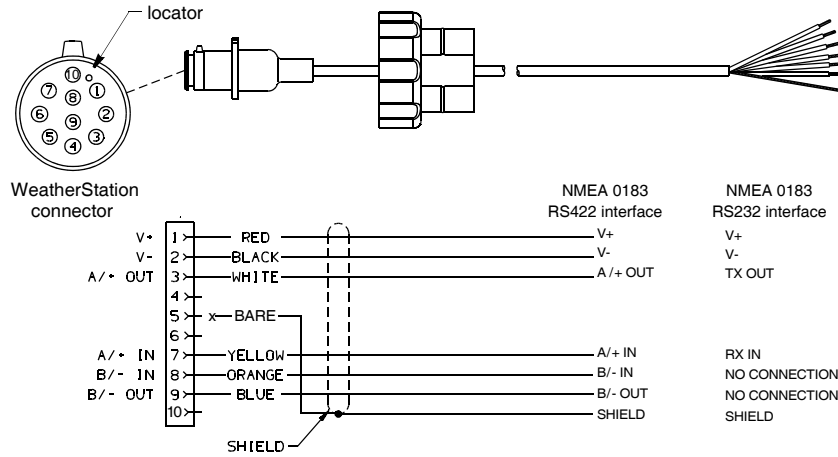 locator
10
7 1
8
6 2
9
5 3
4
WeatherStation
connector
NMEA 0183
RS422 interface
NMEA 0183
RS232 interface
V+ 1 RED V+ V+
V- 2 BLACK V- V-
A/+ OUT 3 WHITE A/+ OUT TX OUT
4
5 x BARE
6
A/+ IN 7 YELLOW A/+ IN RX IN
B/- IN 8 ORANGE B/- IN NO CONNECTION
B/- OUT 9 BLUE B/- OUT NO CONNECTION
10 SHIELD SHIELD
SHIELD